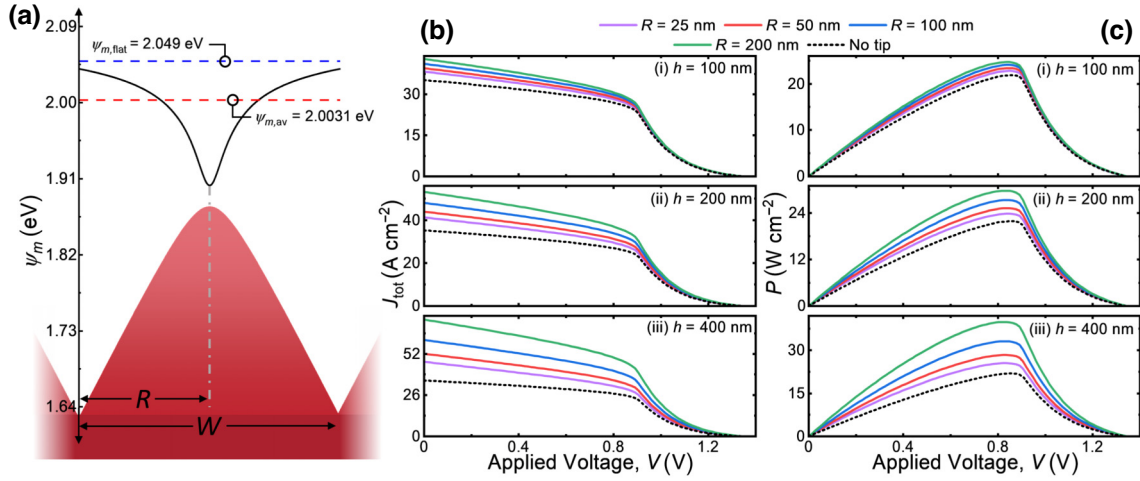 (a)
2.09
ψm,flat = 2.049 eV
2.00
ψm,av = 2.0031 eV
1.91
1.82
1.73
1.64
ψm (eV)
R
W
R = 25 nm R = 50 nm R = 100 nm
R = 200 nm No tip
(b)
(i) h = 100 nm
30
0
(ii) h = 200 nm
40
20
0
(iii) h = 400 nm
52
26
0
Jtot (A cm−2)
0 0.4 0.8 1.2
Applied Voltage, V (V)
(c)
(i) h = 100 nm
20
10
0
(ii) h = 200 nm
24
12
0
(iii) h = 400 nm
30
15
0
P (W cm−2)
0 0.4 0.8 1.2
Applied Voltage, V (V)